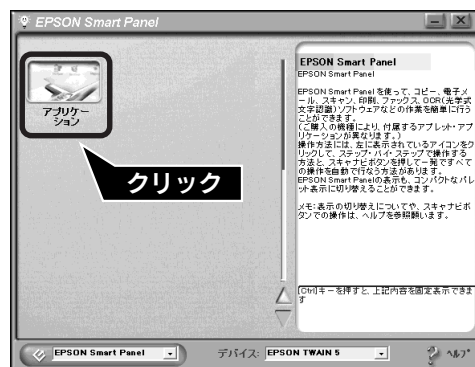 EPSON Smart Panel
アプリケー
ション
クリック
EPSON Smart Panel
EPSON Smart Panel
EPSON Smart Panelを使って、コピー、電子メ
ール、スキャン、印刷、ファックス、OCR(光学式
文字認識)ソフトウェアなどの作業を簡単に行う
ことができます。
(ご購入の機種により、付属するアプレット・アプ
リケーションが異なります。)
操作方法には、左に表示されているアイコンをク
リックして、ステップ・バイ・ステップで操作する
方法と、スキャナビボタンを押して一発ですべて
の操作を自動で行なう方法があります。
EPSON Smart Panelの表示も、コンパクトなパレ
ット表示に切り替えることができます。
メモ:表示の切り替えについてや、スキャナビボ
タンでの操作は、ヘルプを参照願います。
[Ctrl]キーを押すと、上記内容を固定表示できま
す
EPSON Smart Panel
デバイス: EPSON TWAIN 5
ヘルプ